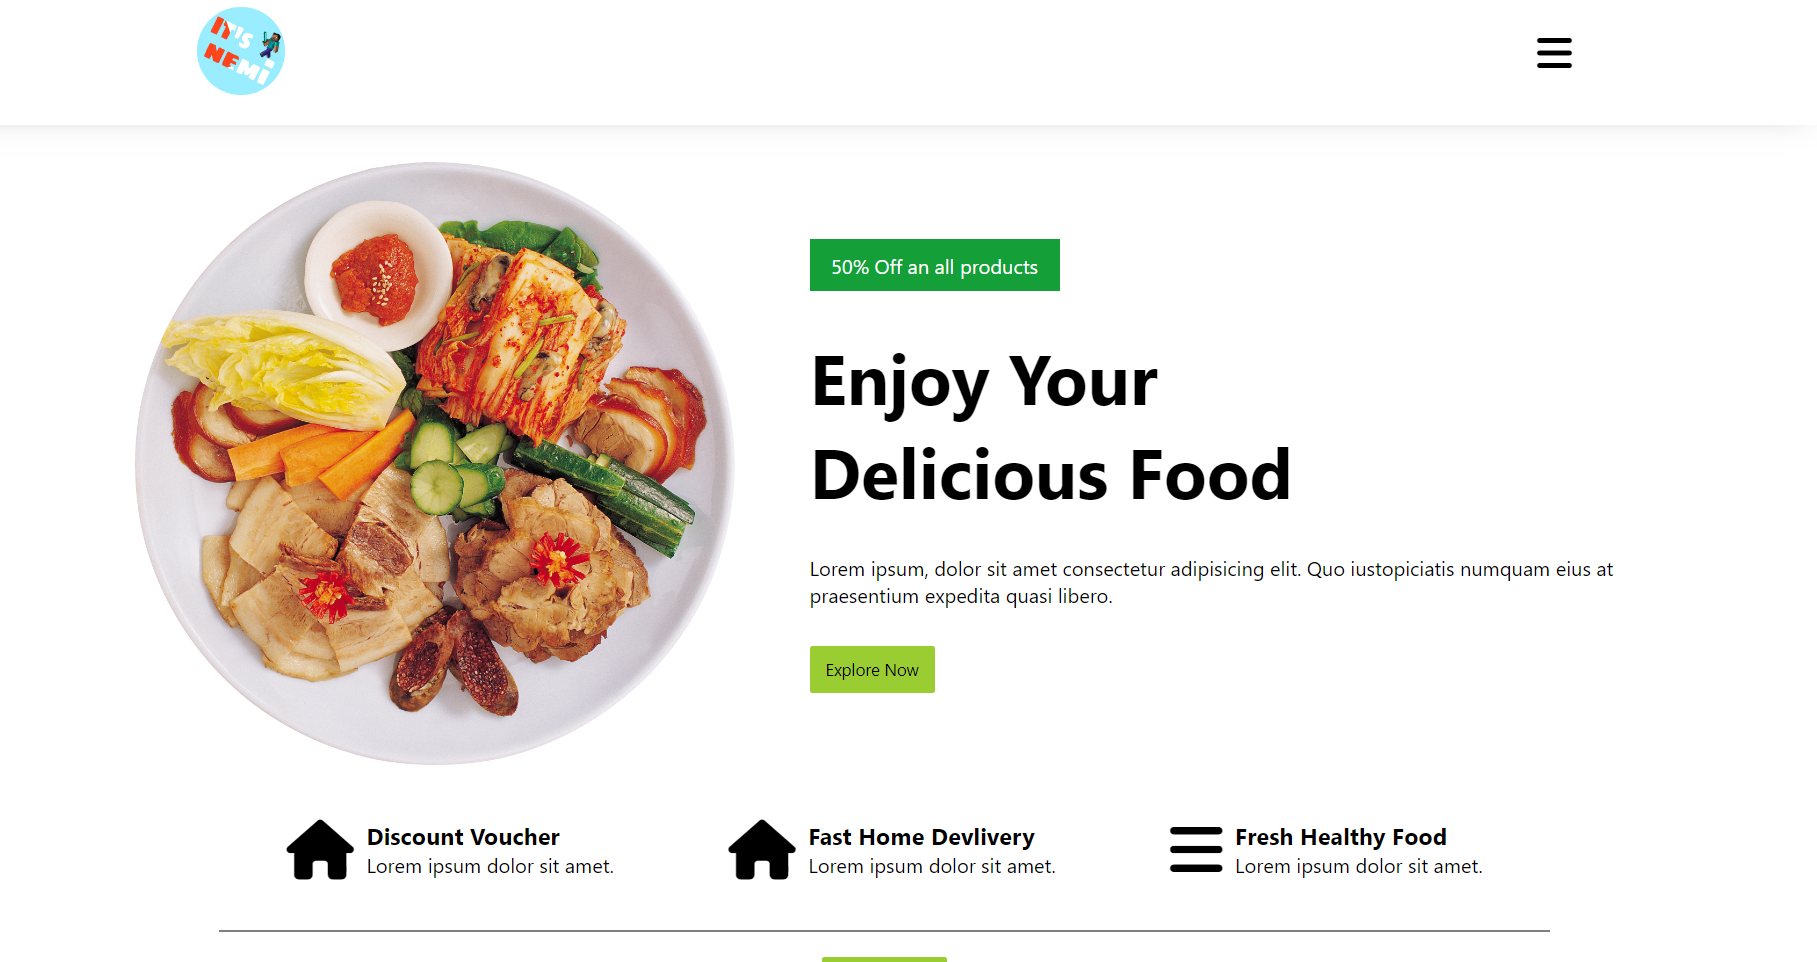 IT'S
NEMI
50% Off an all products
Enjoy Your
Delicious Food
Lorem ipsum, dolor sit amet consectetur adipisicing elit. Quo iustopiciatis numquam eius at
praesentium expedita quasi libero.
Explore Now
Discount Voucher
Lorem ipsum dolor sit amet.
Fast Home Devlivery
Lorem ipsum dolor sit amet.
Fresh Healthy Food
Lorem ipsum dolor sit amet.